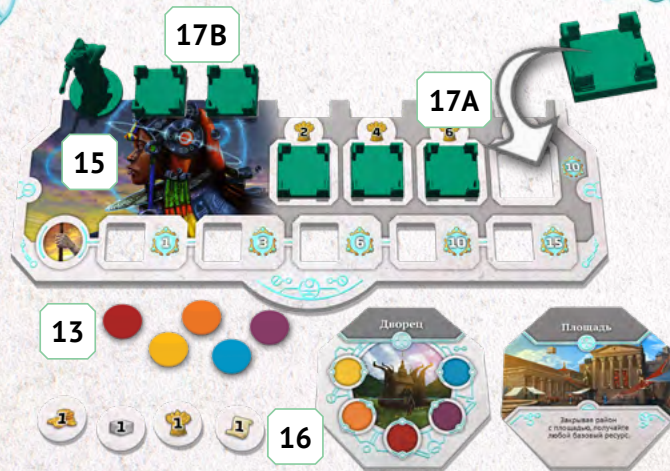 17B
17A
15
2
4
6
10
1
3
6
10
15
13
Дворец
Площадь
Закрывая район
с площадью, получайте
любой базовый ресурс.
1
1
1
1
16